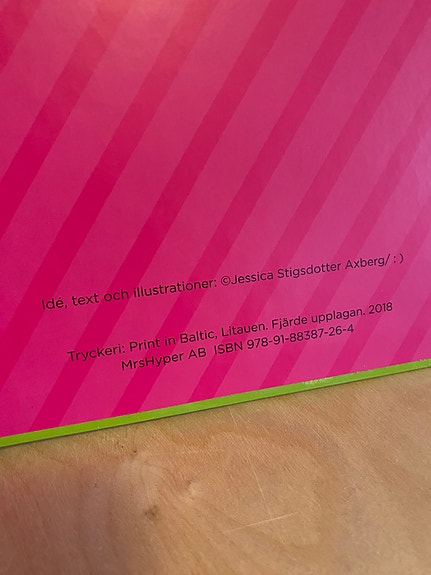 Idé, text och illustrationer: ©Jessica Stigsdotter Axberg/ : )
Tryckeri: Print in Baltic, Litauen. Fjärde upplagan. 2018
MrsHyper AB ISBN 978-91-88387-26-4